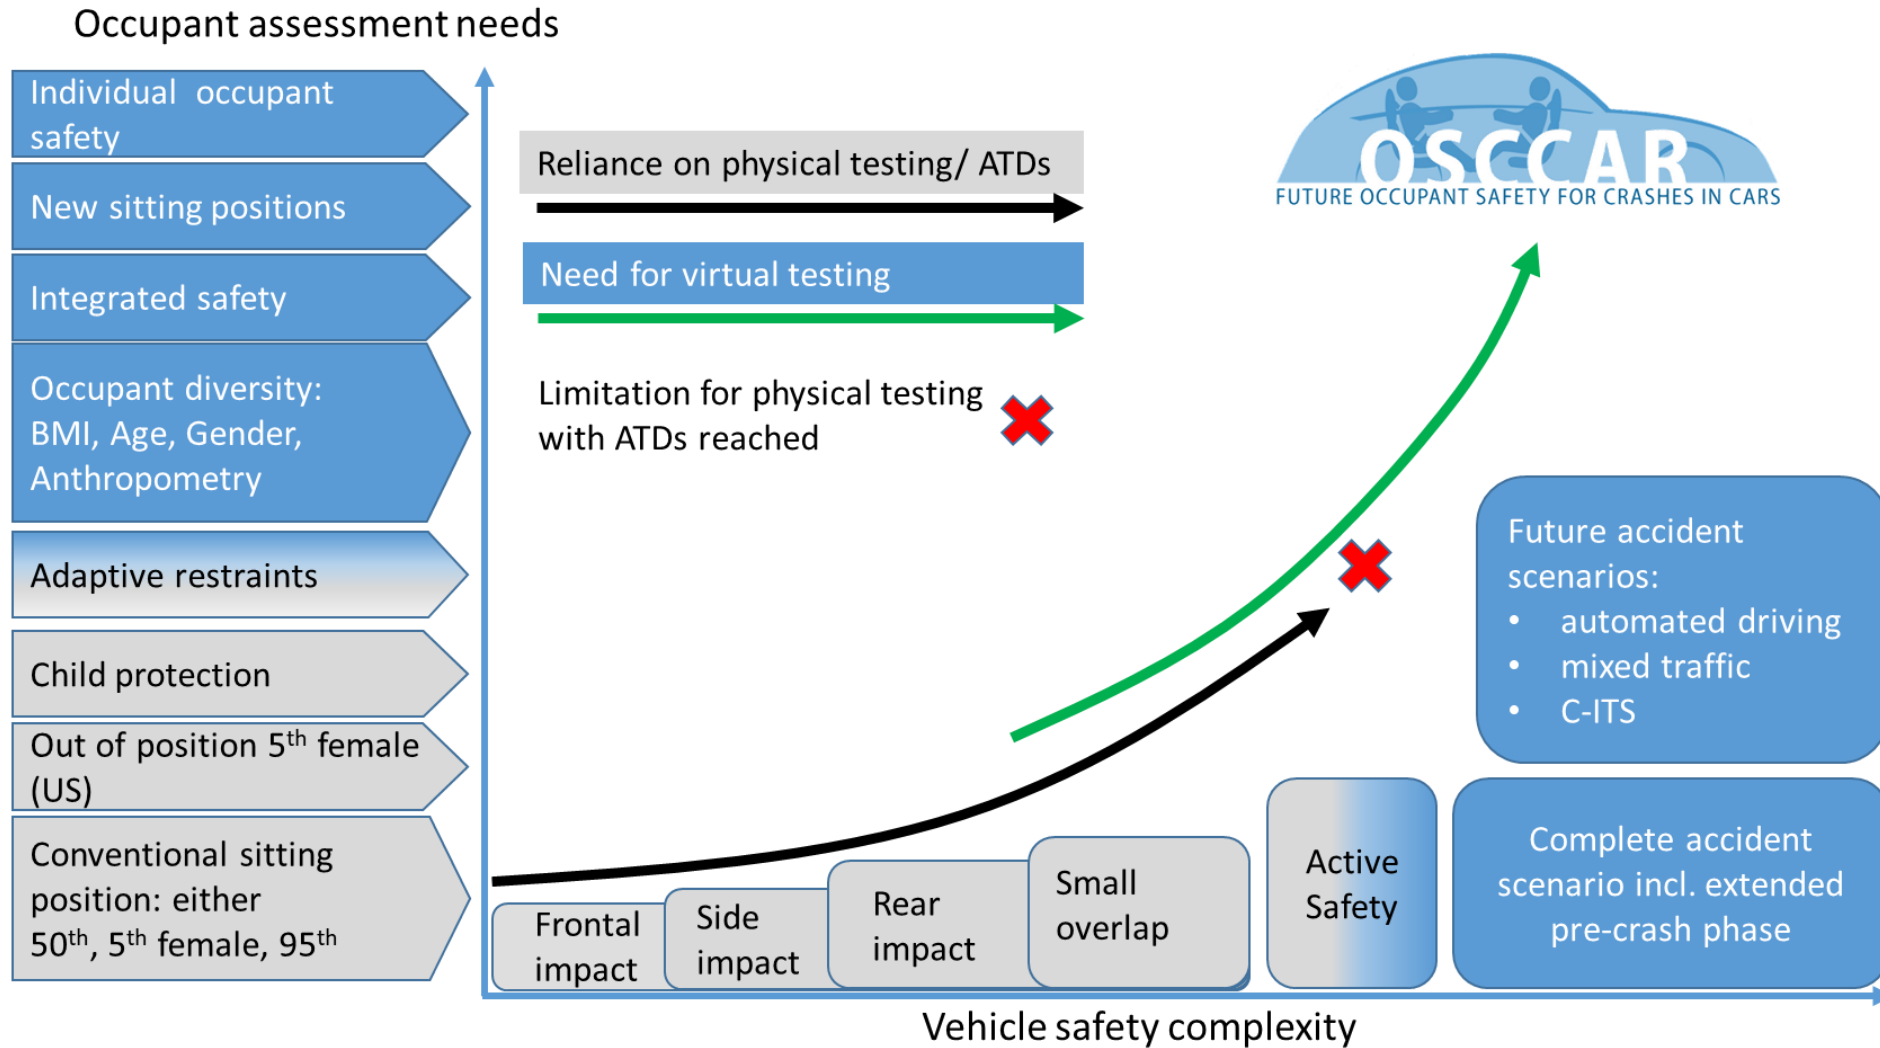 Occupant assessment needs
Individual occupant
safety
New sitting positions
Integrated safety
Occupant diversity:
BMI, Age, Gender,
Anthropometry
Adaptive restraints
Child protection
Out of position 5th female
(US)
Conventional sitting
position: either
50th, 5th female, 95th
Reliance on physical testing/ ATDs
Need for virtual testing
Limitation for physical testing
with ATDs reached
OSCCAR
FUTURE OCCUPANT SAFETY FOR CRASHES IN CARS
Future accident
scenarios:
• automated driving
• mixed traffic
• C-ITS
Frontal
impact
Side
impact
Rear
impact
Small
overlap
Active
Safety
Complete accident
scenario incl. extended
pre-crash phase
Vehicle safety complexity